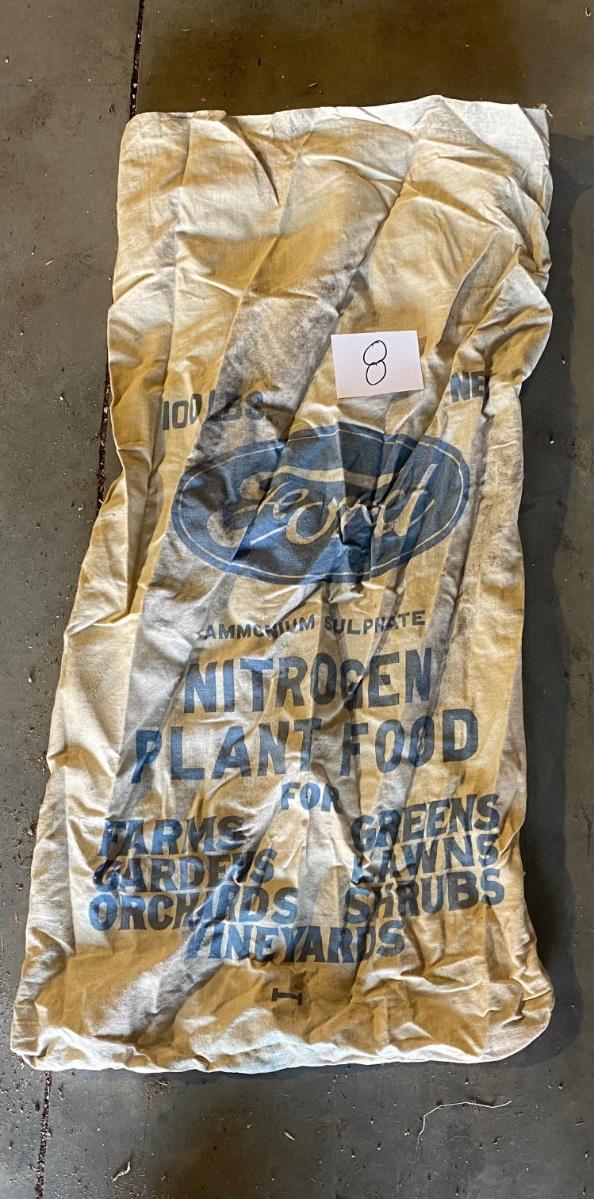 8
100 LBS. NET
Ford
AMMONIUM SULPHATE
NITROGEN
PLANT FOOD
FOR
FARMS GREENS
GARDENS LAWNS
ORCHARDS SHRUBS
VINEYARDS
I